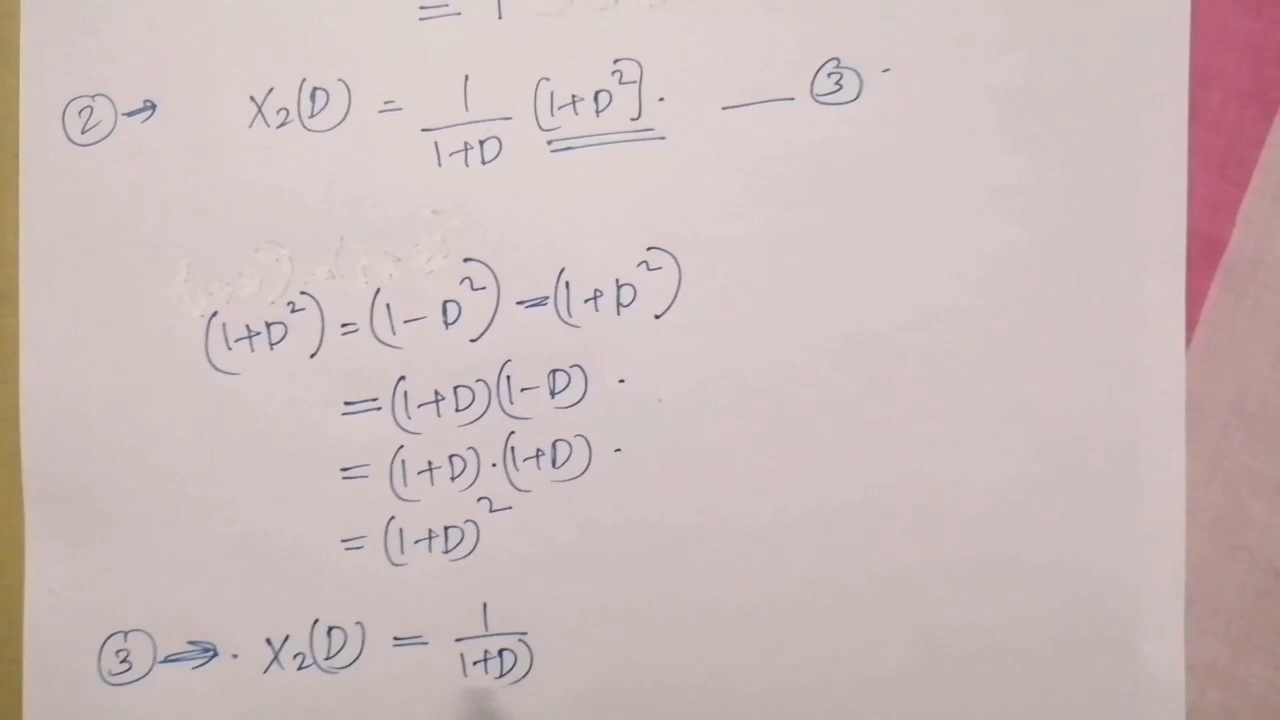 = 1
② → X₂(D) = 1/(1+D) (1+D²]. — ③
(1+D²) = (1-D²) = (1+D²)
= (1+D)(1-D) .
= (1+D).(1+D) .
= (1+D)²
③ → . X₂(D) = 1/(1+D)